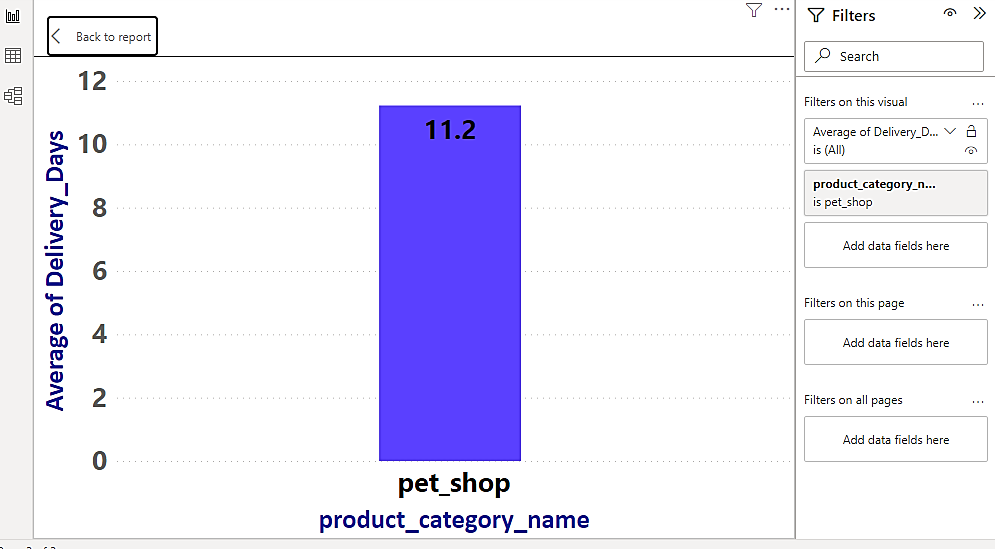 Back to report
12
10
8
6
4
2
0
Average of Delivery_Days
11.2
pet_shop
product_category_name
Filters
Search
Filters on this visual
Average of Delivery_D...
is (All)
product_category_n...
is pet_shop
Add data fields here
Filters on this page
Add data fields here
Filters on all pages
Add data fields here